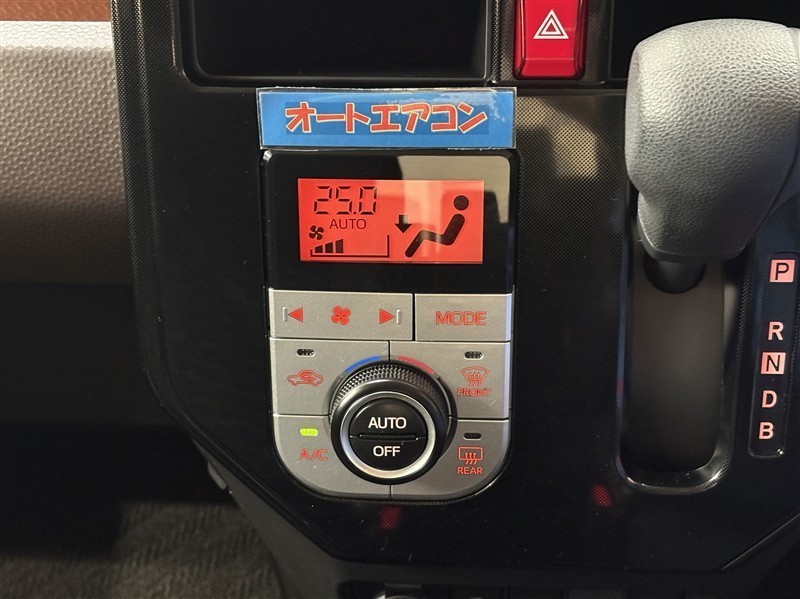 オートエアコン
25.0
AUTO
MODE
FRONT
AUTO
OFF
A/C
REAR
P
R
N
D
B